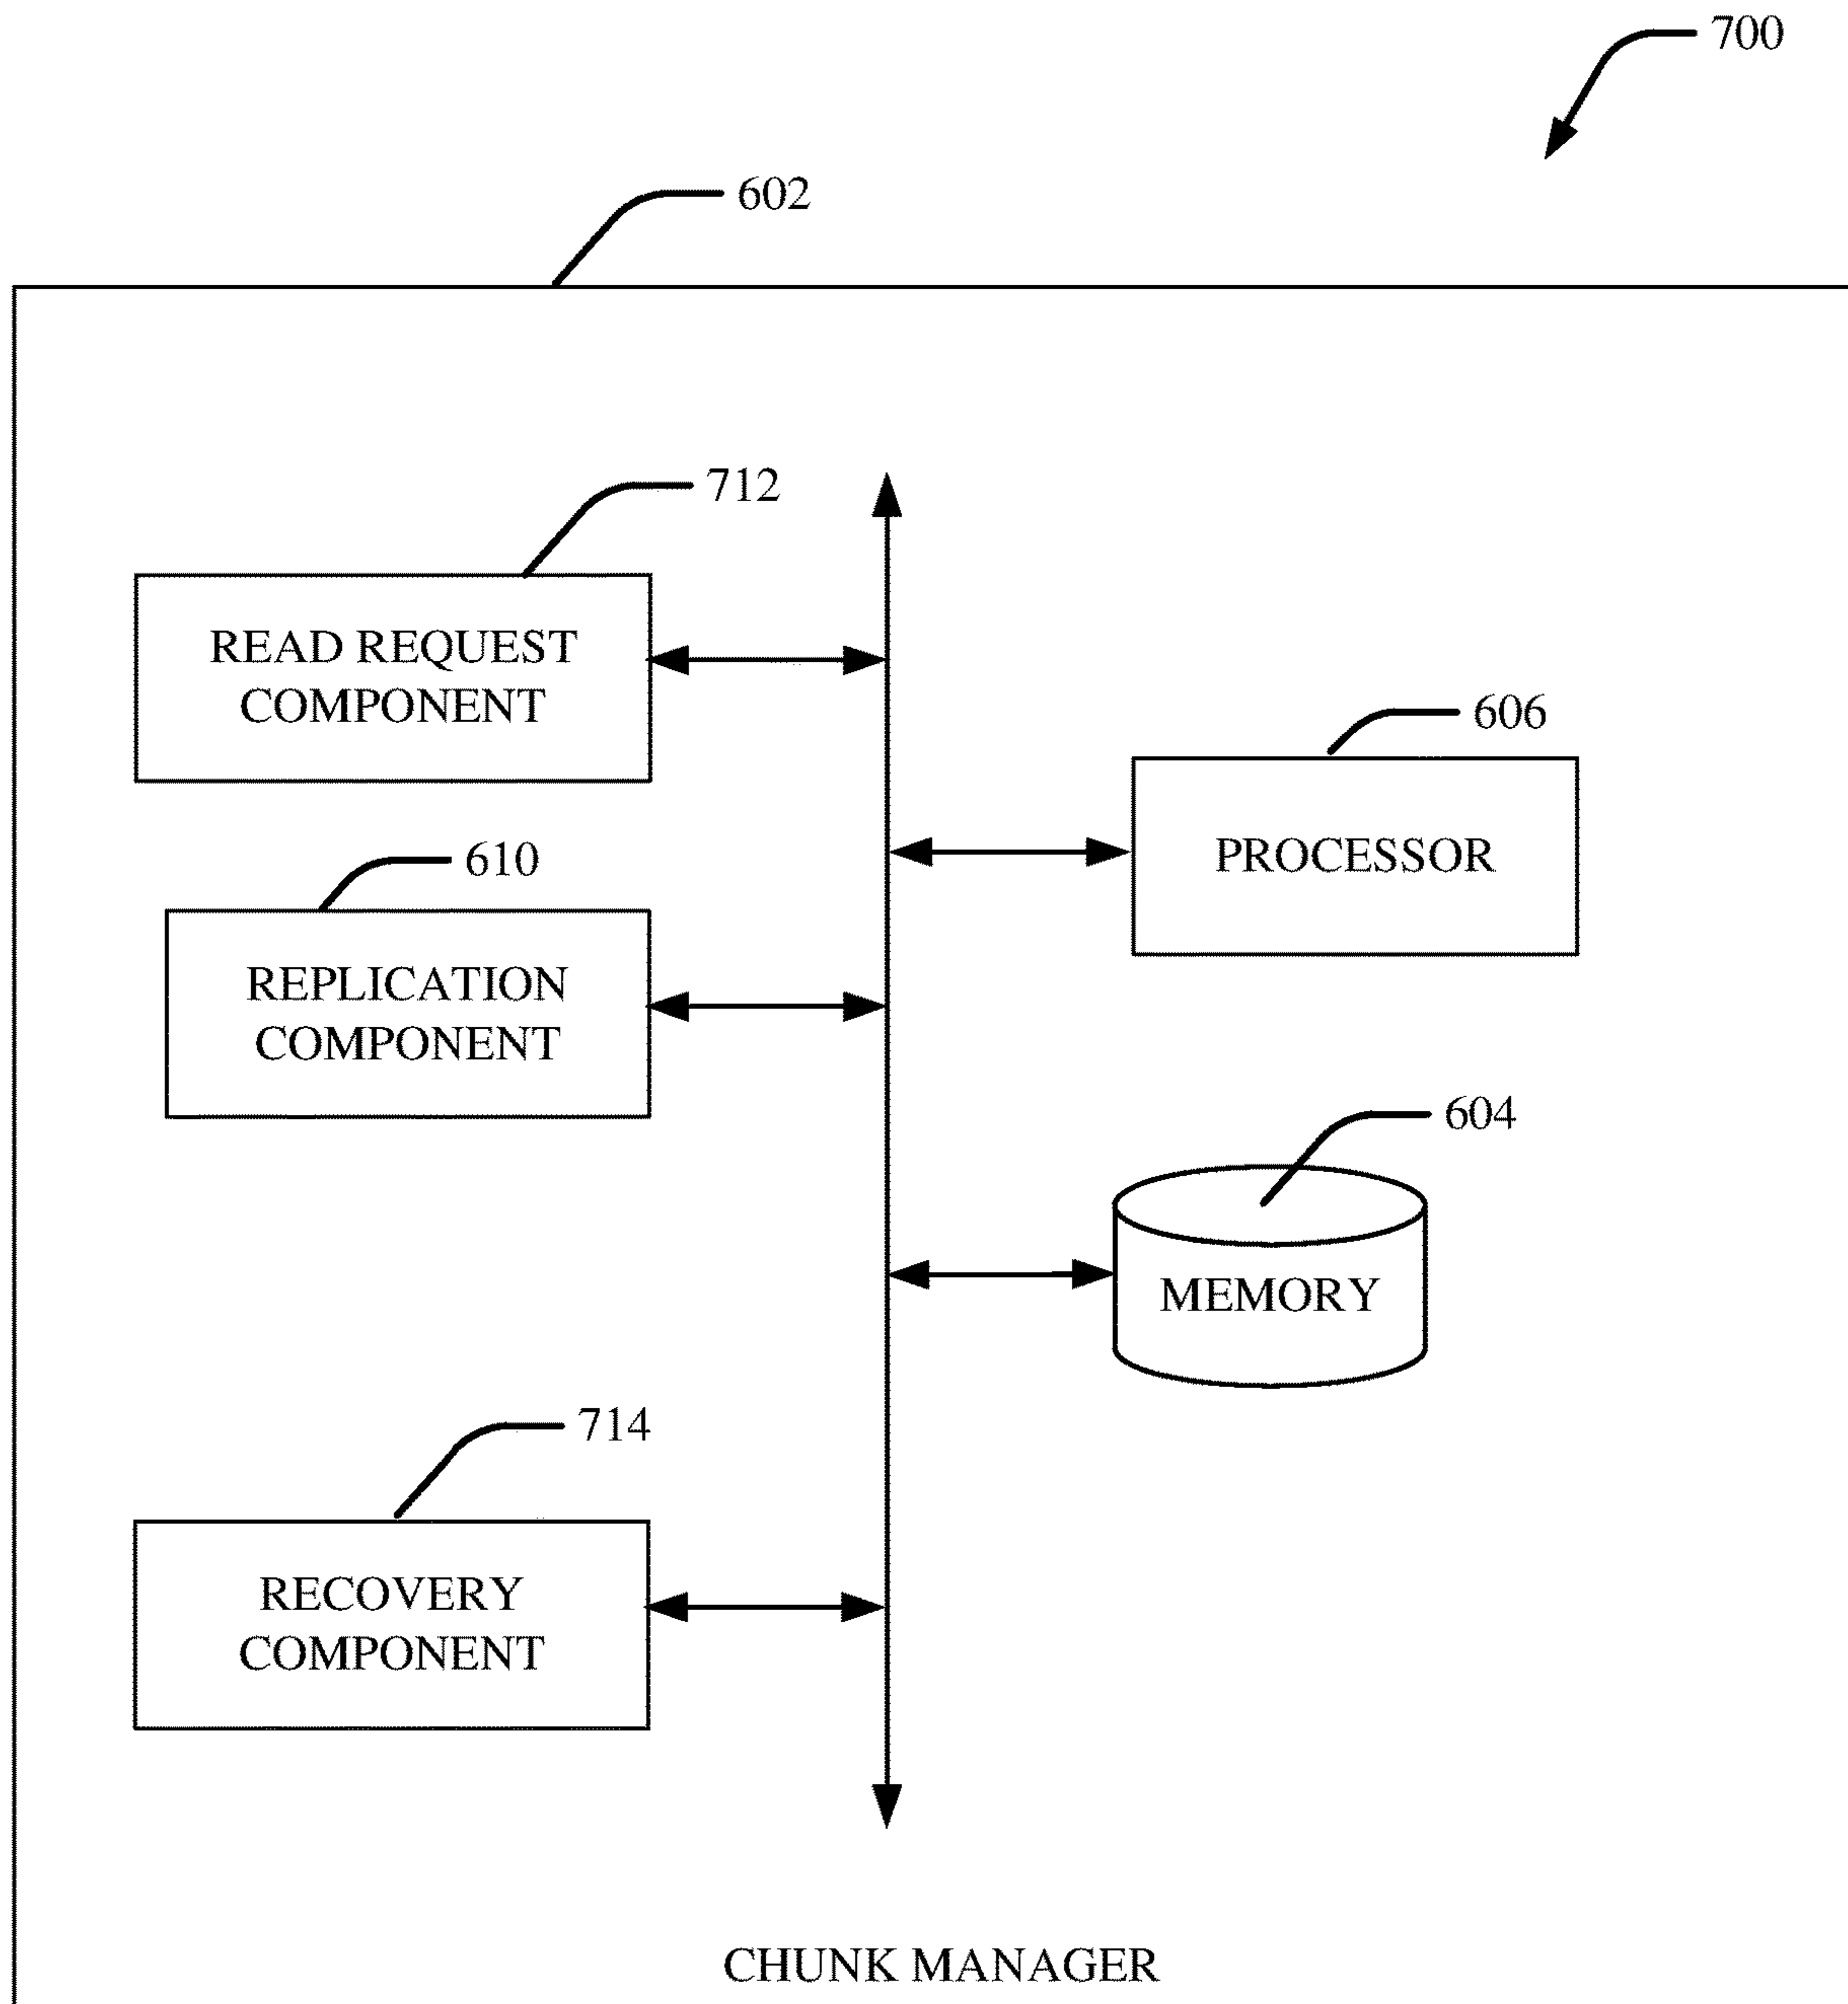 700
602
712
READ REQUEST
COMPONENT
606
PROCESSOR
610
REPLICATION
COMPONENT
604
MEMORY
714
RECOVERY
COMPONENT
CHUNK MANAGER